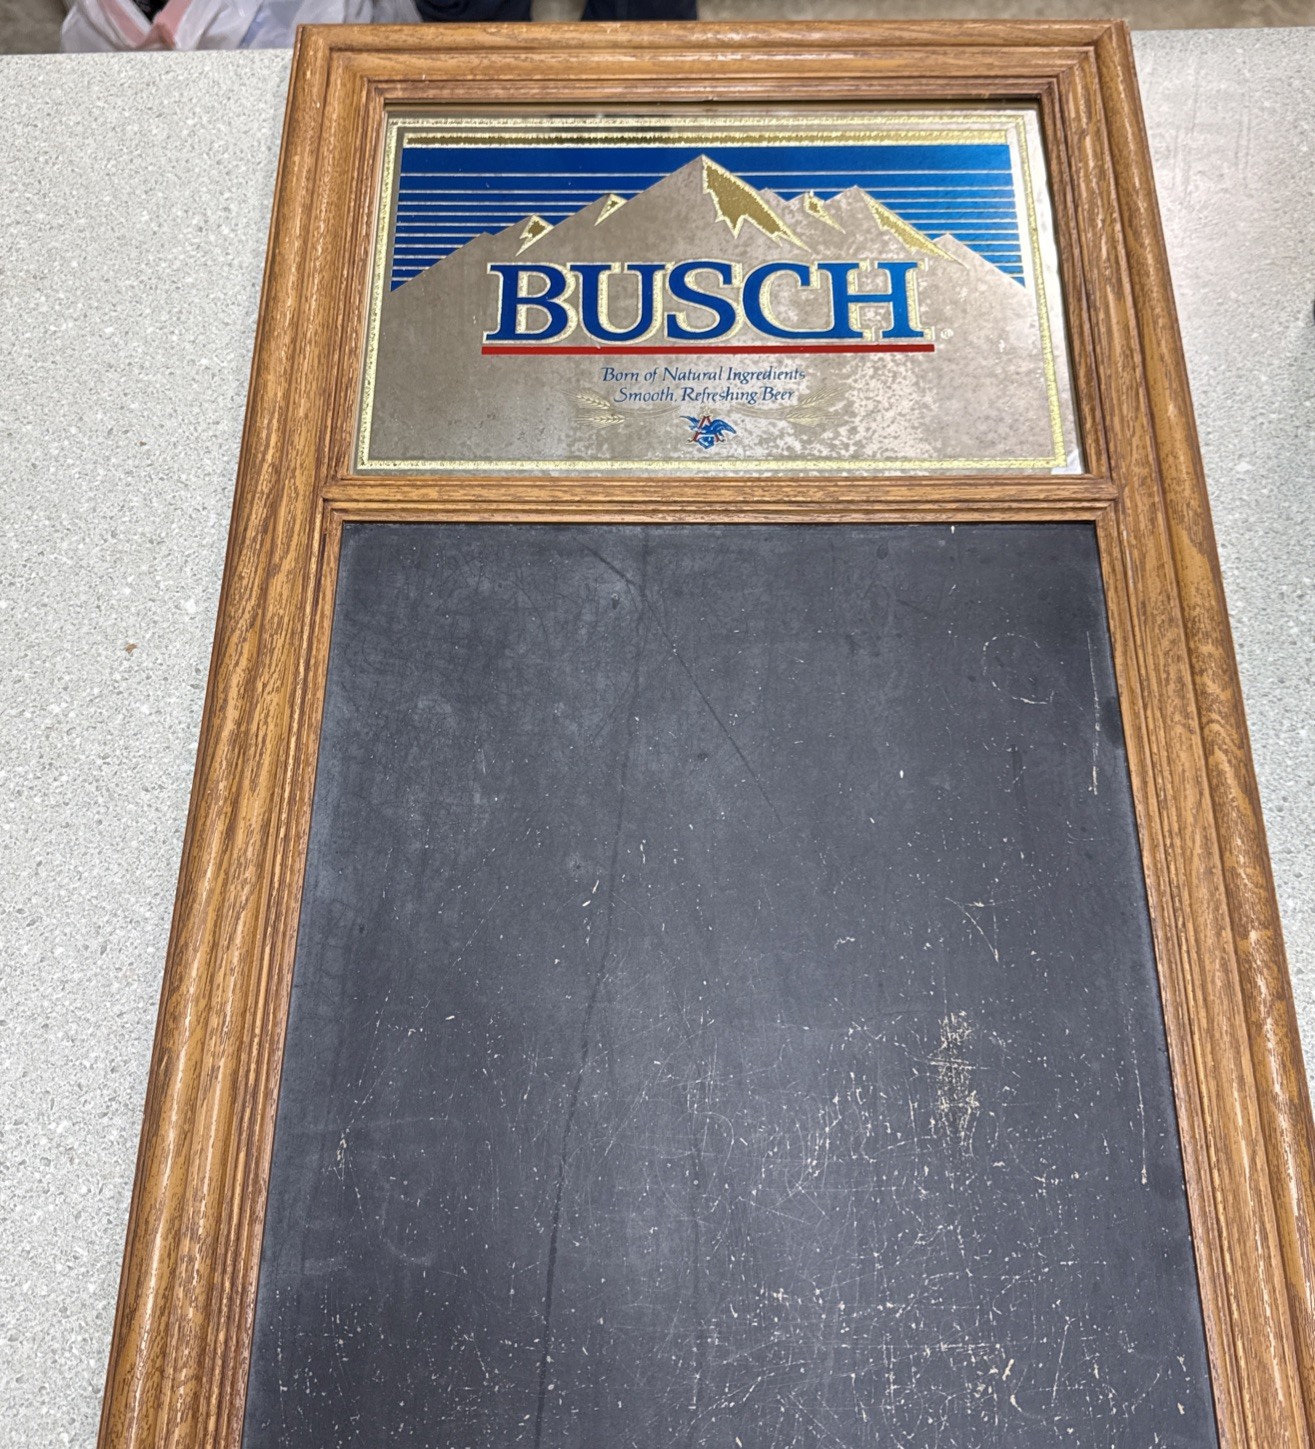 BUSCH®
Born of Natural Ingredients
Smooth, Refreshing Beer
A